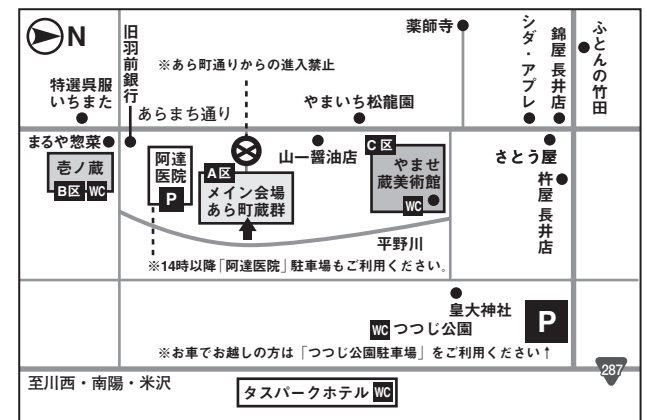 N
旧羽前銀行
※あら町通りからの進入禁止
薬師寺
シダ・アプレ
錦屋 長井店
ふとんの竹田
特選呉服
いちまた
あらまち通り
やまいち松龍園
まるや惣菜
壱ノ蔵
B区 WC
阿達
医院
P
A区
メイン会場
あら町蔵群
山一醤油店
C区
やませ
蔵美術館
WC
さとう屋
杵屋 長井店
平野川
※14時以降「阿達医院」駐車場もご利用ください。
皇大神社
WC つつじ公園
P
※お車でお越しの方は「つつじ公園駐車場」をご利用ください↑
287
至川西・南陽・米沢
タスパークホテル WC